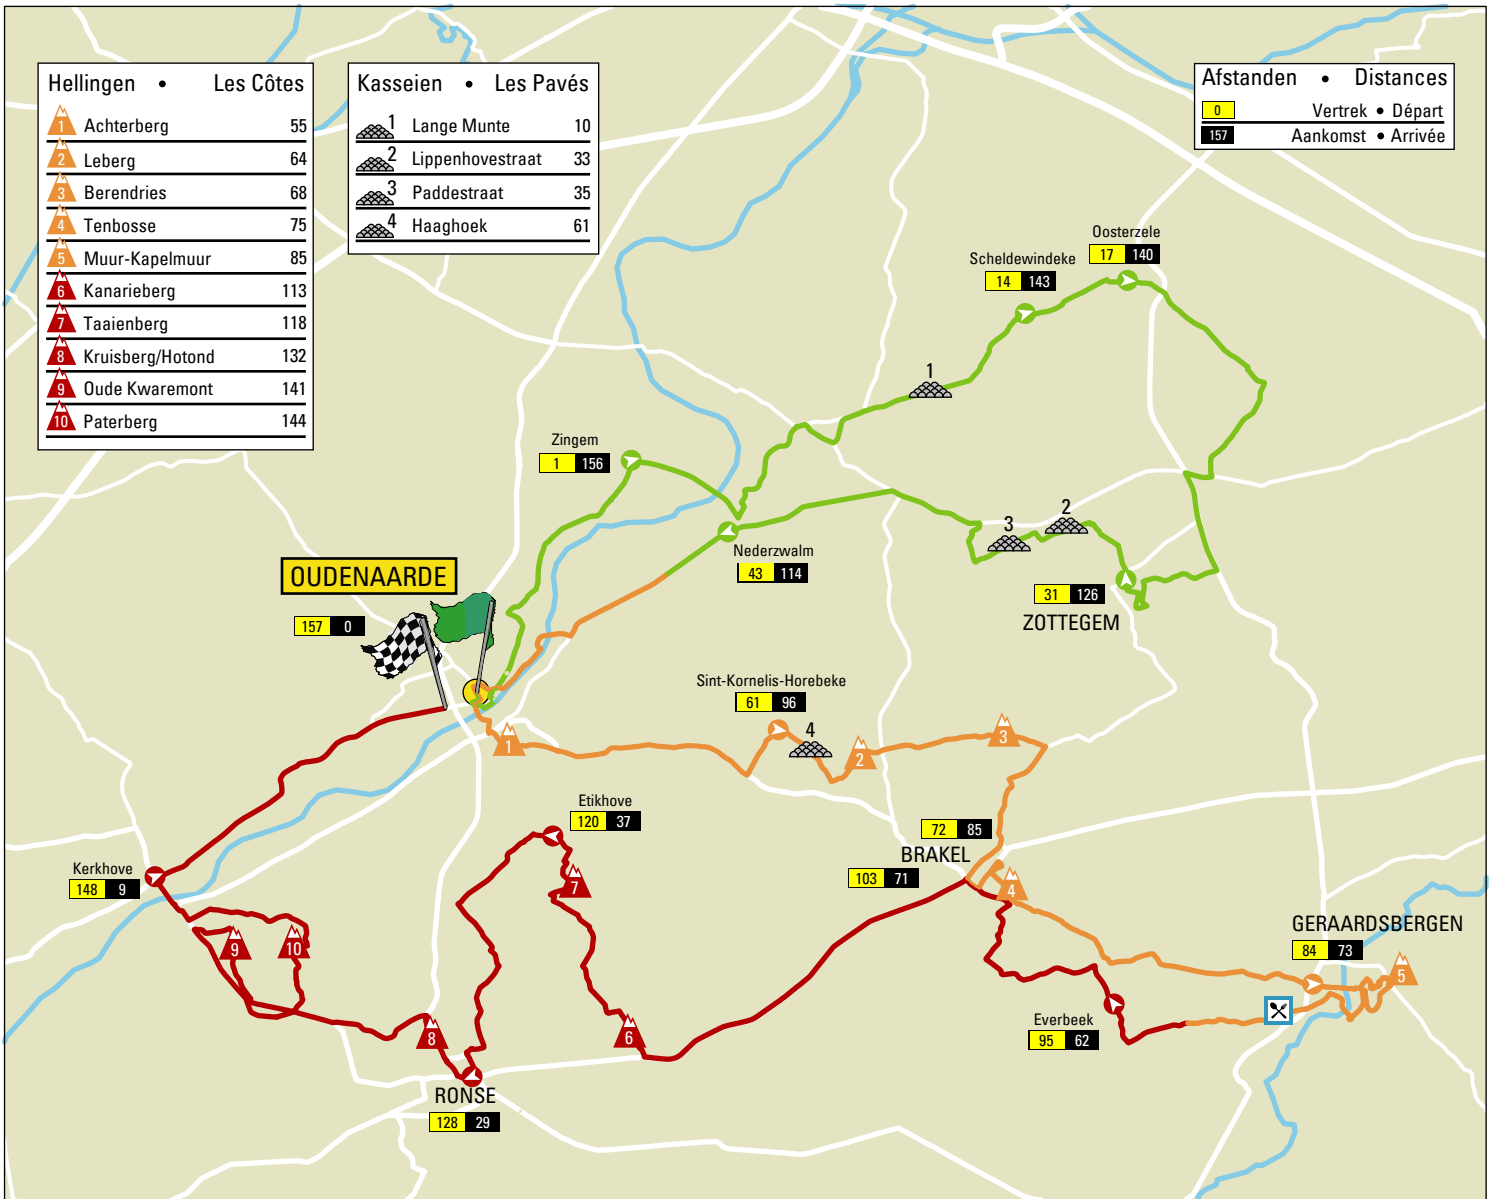 Hellingen • Les Côtes
1 Achterberg 55
2 Leberg 64
3 Berendries 68
4 Tenbosse 75
5 Muur-Kapelmuur 85
6 Kanarieberg 113
7 Taaienberg 118
8 Kruisberg/Hotond 132
9 Oude Kwaremont 141
10 Paterberg 144
Kasseien • Les Pavés
1 Lange Munte 10
2 Lippenhovestraat 33
3 Paddestraat 35
4 Haaghoek 61
Afstanden • Distances
0 Vertrek • Départ
157 Aankomst • Arrivée
Oosterzele
17 140
Scheldewindeke
14 143
1
Zingem
1 156
2
3
Nederzwalm
43 114
OUDENAARDE
157 0
31 126
ZOTTEGEM
Sint-Kornelis-Horebeke
61 96
4
1
2
3
Etikhove
120 37
72 85
BRAKEL
103 71
Kerkhove
148 9
7
4
9
10
GERAARDSBERGEN
84 73
5
8
6
Everbeek
95 62
RONSE
128 29